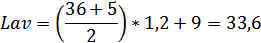 Lav = ((36 + 5)/2) * 1,2 + 9 = 33,6